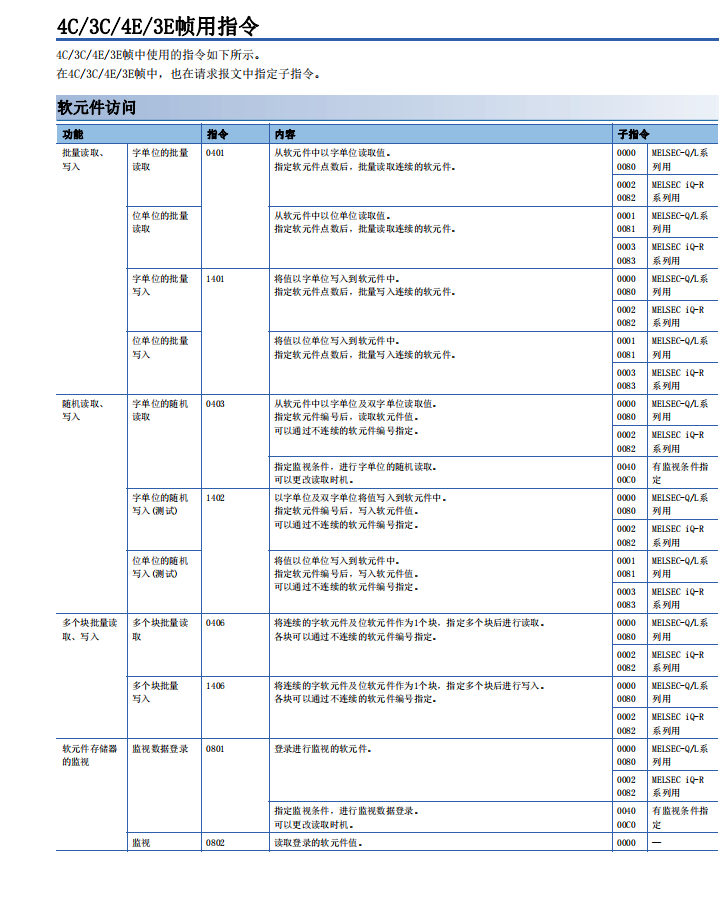 4C/3C/4E/3E帧用指令
4C/3C/4E/3E帧中使用的指令如下所示。
在4C/3C/4E/3E帧中，也在请求报文中指定子指令。
软元件访问
功能 指令 内容 子指令
批量读取、 字单位的批量 0401 从软元件中以字单位读取值。 0000 MELSEC-Q/L系
写入 读取 指定软元件点数后，批量读取连续的软元件。 0080 列用
0002 MELSEC iQ-R
0082 系列用
位单位的批量 从软元件中以位单位读取值。 0001 MELSEC-Q/L系
读取 指定软元件点数后，批量读取连续的软元件。 0081 列用
0003 MELSEC iQ-R
0083 系列用
字单位的批量 1401 将值以字单位写入到软元件中。 0000 MELSEC-Q/L系
写入 指定软元件点数后，批量写入连续的软元件。 0080 列用
0002 MELSEC iQ-R
0082 系列用
位单位的批量 将值以位单位写入到软元件中。 0001 MELSEC-Q/L系
写入 指定软元件点数后，批量写入连续的软元件。 0081 列用
0003 MELSEC iQ-R
0083 系列用
随机读取、 字单位的随机 0403 从软元件中以字单位及双字单位读取值。 0000 MELSEC-Q/L系
写入 读取 指定软元件编号后，读取软元件值。 0080 列用
可以通过不连续的软元件编号指定。
0002 MELSEC iQ-R
0082 系列用
指定监视条件，进行字单位的随机读取。 0040 有监视条件指
可以更改读取时机。 00C0 定
字单位的随机 1402 以字单位及双字单位将值写入到软元件中。 0000 MELSEC-Q/L系
写入(测试) 指定软元件编号后，写入软元件值。 0080 列用
可以通过不连续的软元件编号指定。
0002 MELSEC iQ-R
0082 系列用
位单位的随机 将值以位单位写入到软元件中。 0001 MELSEC-Q/L系
写入(测试) 指定软元件编号后，写入软元件值。 0081 列用
可以通过不连续的软元件编号指定。
0003 MELSEC iQ-R
0083 系列用
多个块批量读 多个块批量读 0406 将连续的字软元件及位软元件作为1个块，指定多个块后进行读取。 0000 MELSEC-Q/L系
取、写入 取 各块可以通过不连续的软元件编号指定。 0080 列用
0002 MELSEC iQ-R
0082 系列用
多个块批量 1406 将连续的字软元件及位软元件作为1个块，指定多个块后进行写入。 0000 MELSEC-Q/L系
写入 各块可以通过不连续的软元件编号指定。 0080 列用
0002 MELSEC iQ-R
0082 系列用
软元件存储器 监视数据登录 0801 登录进行监视的软元件。 0000 MELSEC-Q/L系
的监视 0080 列用
0002 MELSEC iQ-R
0082 系列用
指定监视条件，进行监视数据登录。 0040 有监视条件指
可以更改读取时机。 00C0 定
监视 0802 读取登录的软元件值。 0000 —